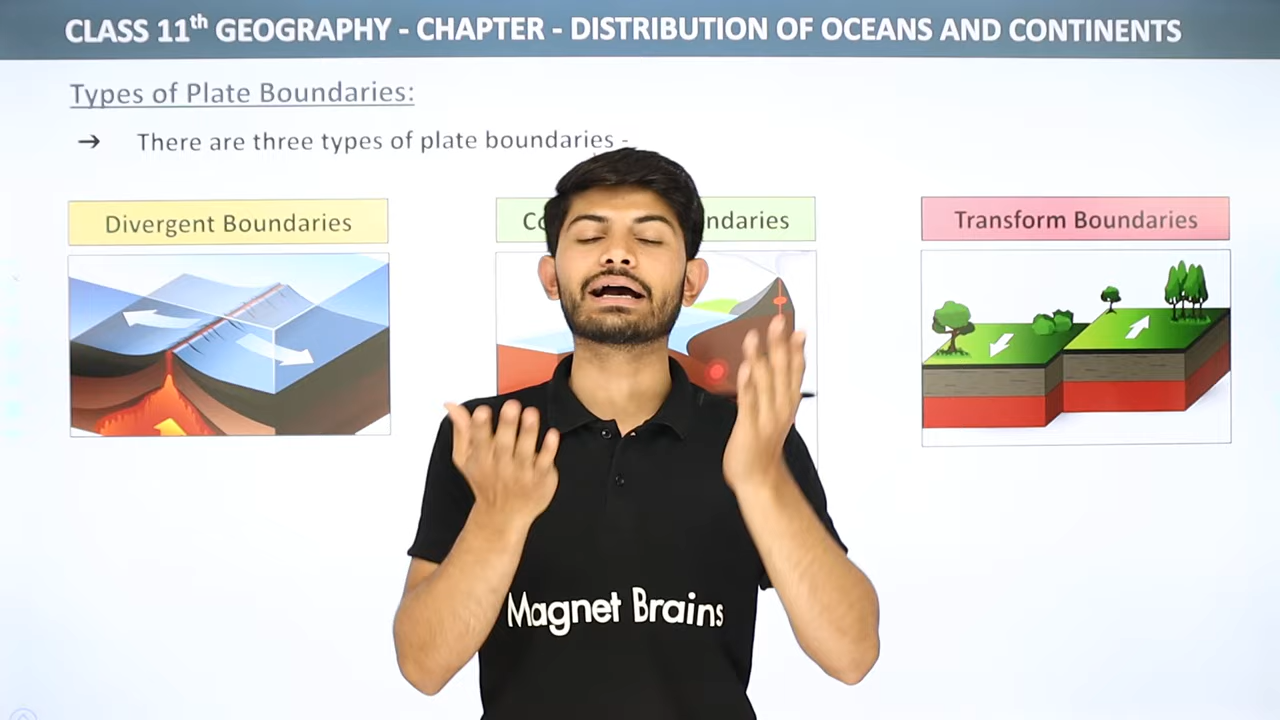 CLASS 11th GEOGRAPHY - CHAPTER - DISTRIBUTION OF OCEANS AND CONTINENTS
Types of Plate Boundaries:
→ There are three types of plate boundaries -
Divergent Boundaries
Transform Boundaries
Magnet Brains